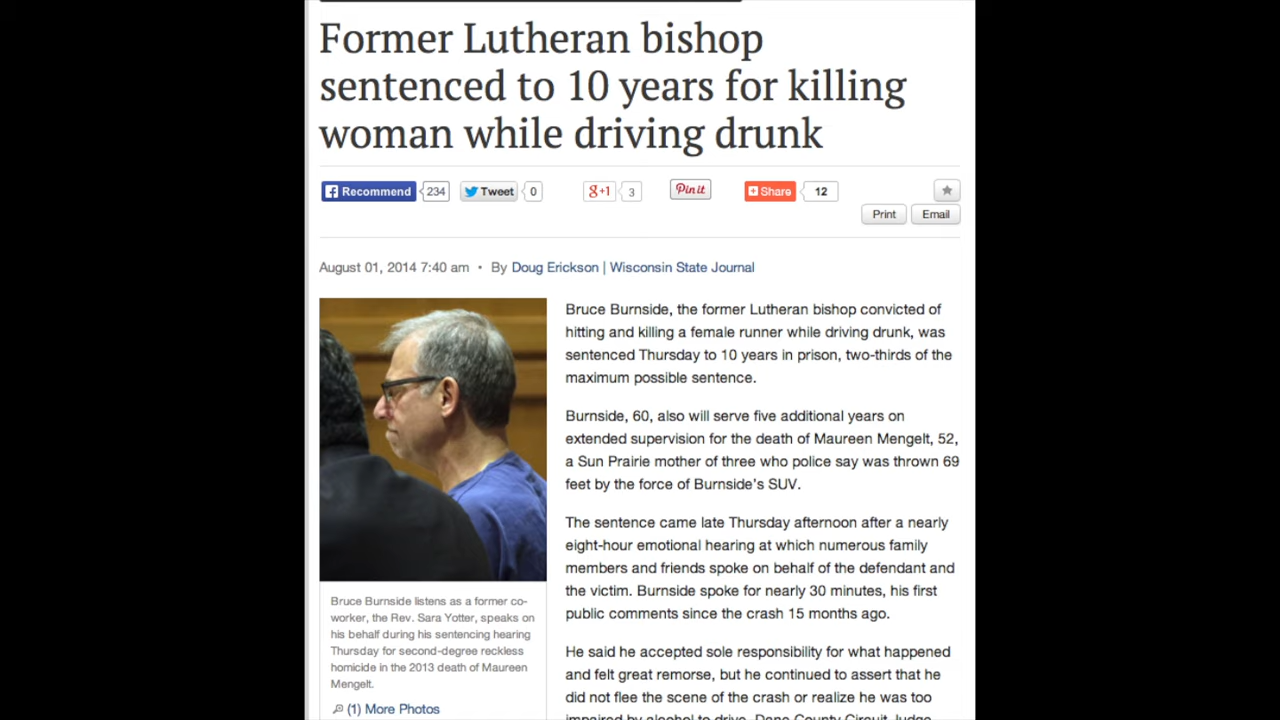 Former Lutheran bishop
sentenced to 10 years for killing
woman while driving drunk
Recommend 234 Tweet 0 g+1 3 Pin it Share 12
Print Email
August 01, 2014 7:40 am • By Doug Erickson | Wisconsin State Journal
Bruce Burnside, the former Lutheran bishop convicted of
hitting and killing a female runner while driving drunk, was
sentenced Thursday to 10 years in prison, two-thirds of the
maximum possible sentence.
Burnside, 60, also will serve five additional years on
extended supervision for the death of Maureen Mengelt, 52,
a Sun Prairie mother of three who police say was thrown 69
feet by the force of Burnside's SUV.
The sentence came late Thursday afternoon after a nearly
eight-hour emotional hearing at which numerous family
members and friends spoke on behalf of the defendant and
the victim. Burnside spoke for nearly 30 minutes, his first
public comments since the crash 15 months ago.
He said he accepted sole responsibility for what happened
and felt great remorse, but he continued to assert that he
did not flee the scene of the crash or realize he was too
impaired by alcohol to drive. Dane County Circuit Judge
Bruce Burnside listens as a former co-
worker, the Rev. Sara Yotter, speaks on
his behalf during his sentencing hearing
Thursday for second-degree reckless
homicide in the 2013 death of Maureen
Mengelt.
(1) More Photos